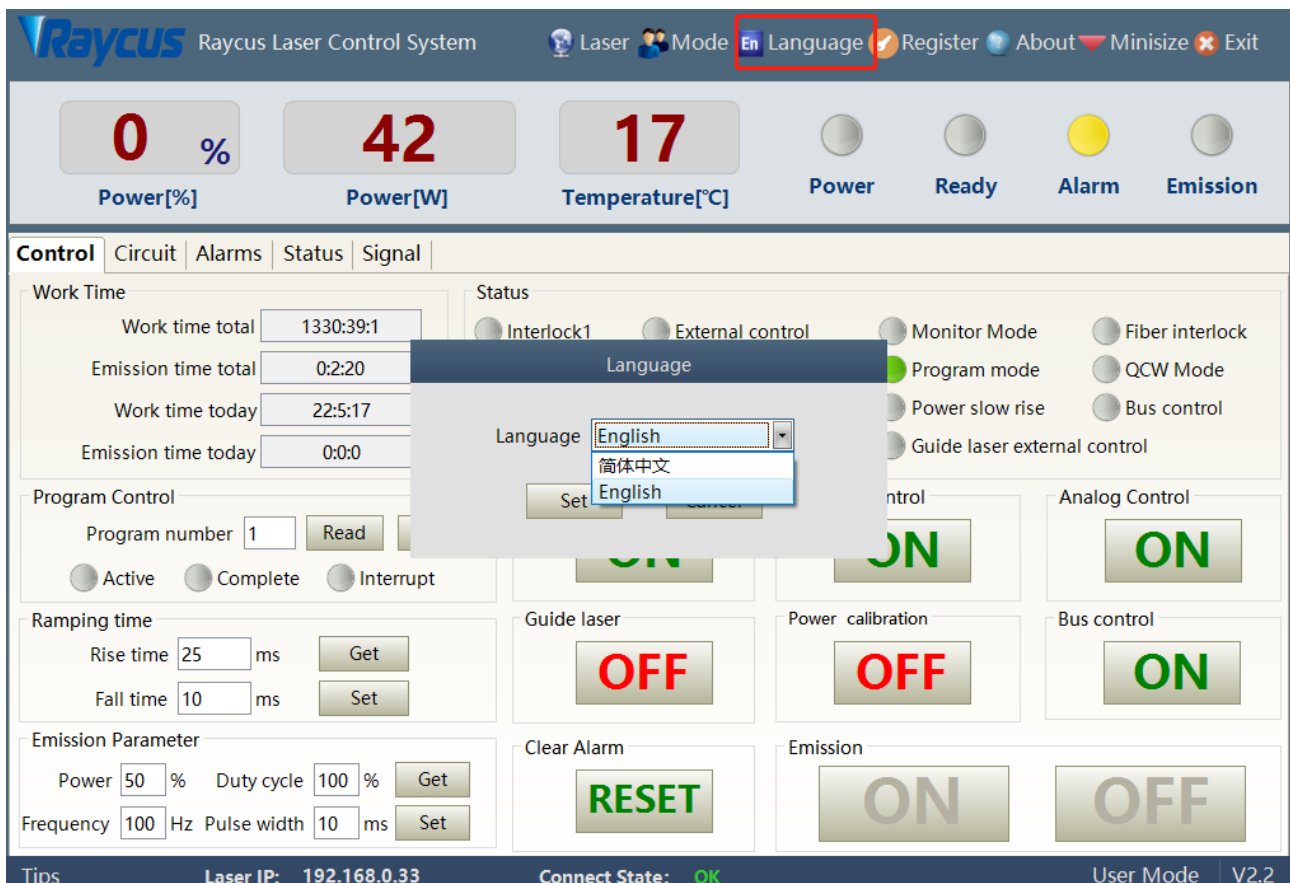 Raycus Raycus Laser Control System Laser Mode En Language Register About Minisize Exit
0 % 42 17
Power[%] Power[W] Temperature[℃] Power Ready Alarm Emission
Control Circuit Alarms Status Signal
Work Time
Work time total 1330:39:1
Emission time total 0:2:20
Work time today 22:5:17
Emission time today 0:0:0
Status
Interlock1 External control Monitor Mode Fiber interlock
Program mode QCW Mode
Power slow rise Bus control
Guide laser external control
Language
Language English
简体中文
English
Set Cancel
Program Control
Program number 1 Read
Active Complete Interrupt
ON
ntrol
ON
Analog Control
ON
Ramping time
Rise time 25 ms Get
Fall time 10 ms Set
Guide laser
OFF
Power calibration
OFF
Bus control
ON
Emission Parameter
Power 50 % Duty cycle 100 % Get
Frequency 100 Hz Pulse width 10 ms Set
Clear Alarm
RESET
Emission
ON OFF
Tips Laser IP: 192.168.0.33 Connect State: OK User Mode V2.2